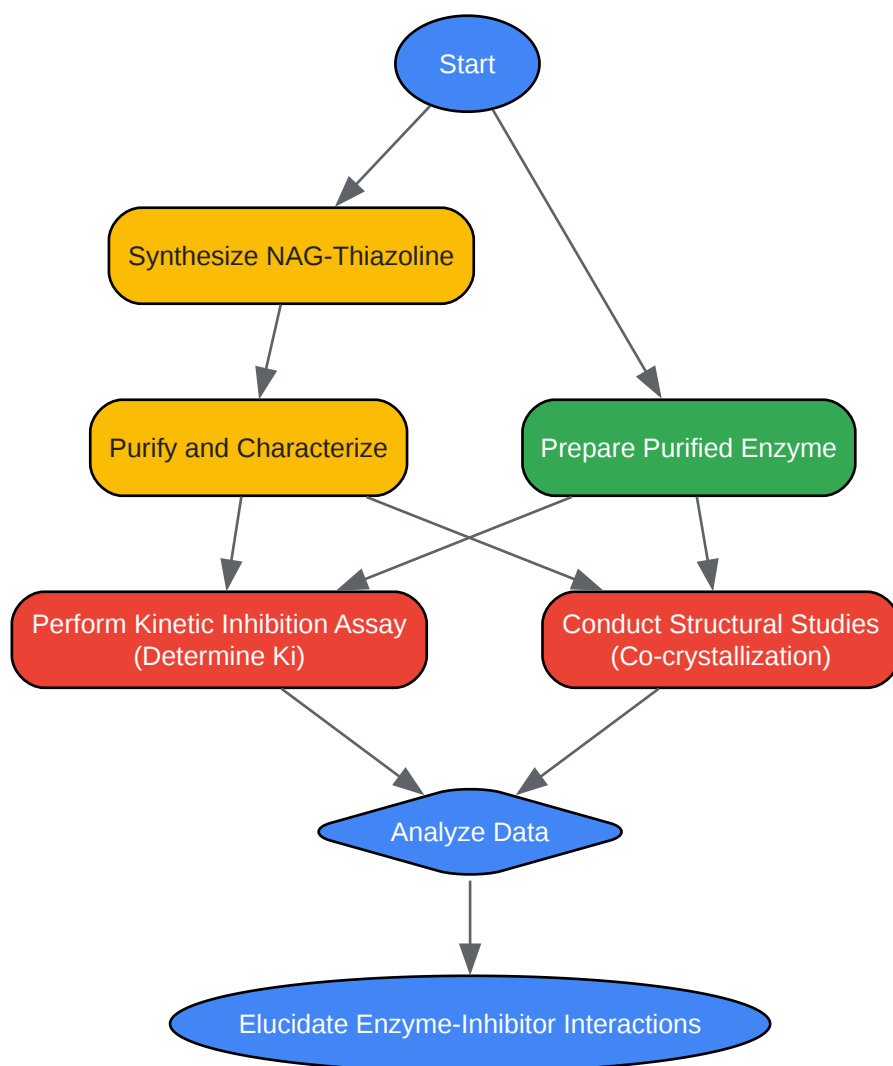 Start
Synthesize NAG-Thiazoline
Purify and Characterize
Prepare Purified Enzyme
Perform Kinetic Inhibition Assay
(Determine Ki)
Conduct Structural Studies
(Co-crystallization)
Analyze Data
Elucidate Enzyme-Inhibitor Interactions